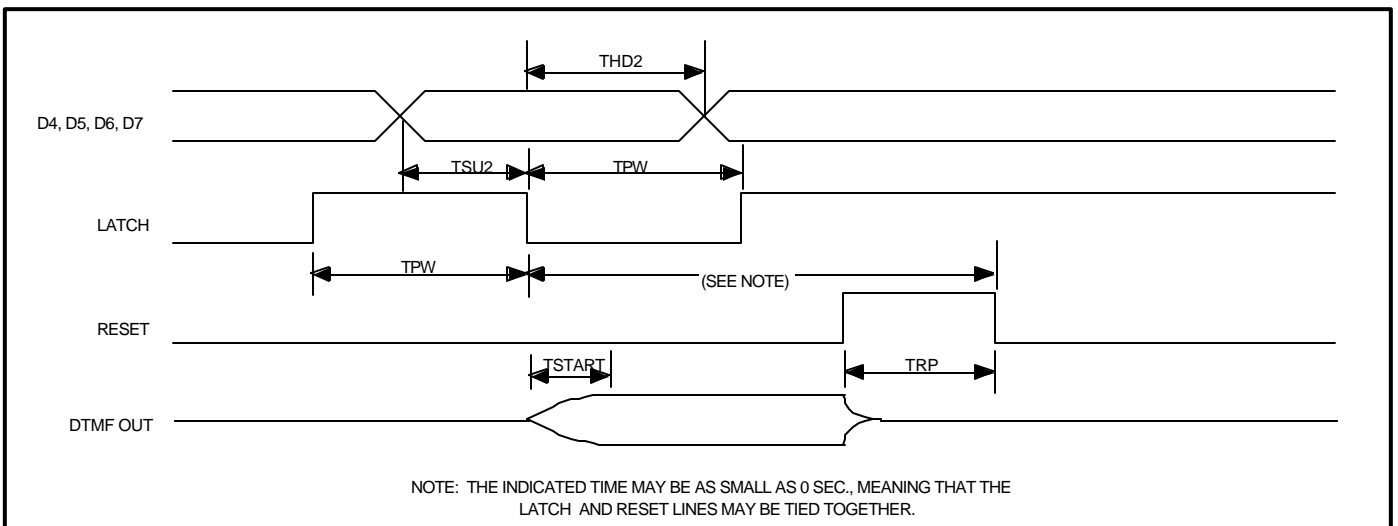 THD2
D4, D5, D6, D7
TSU2
TPW
LATCH
TPW
(SEE NOTE)
RESET
TSTART
TRP
DTMF OUT
NOTE: THE INDICATED TIME MAY BE AS SMALL AS 0 SEC., MEANING THAT THE
LATCH AND RESET LINES MAY BE TIED TOGETHER.